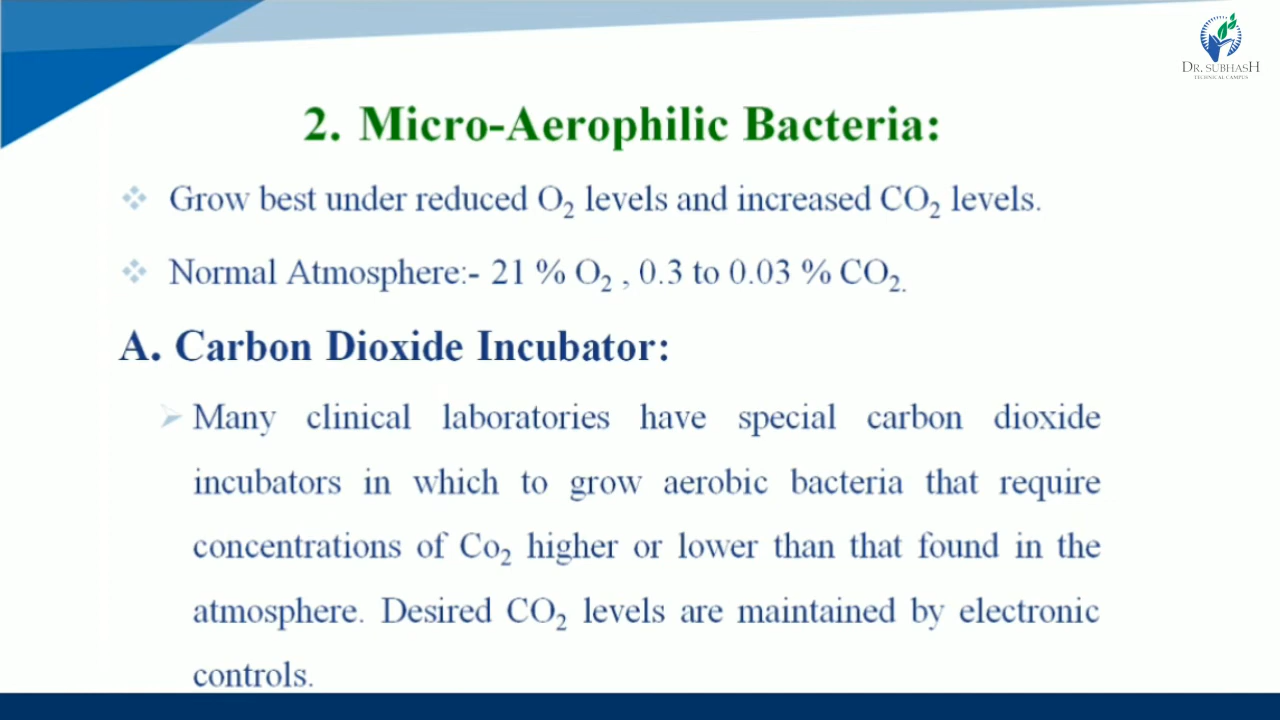 DR. SUBHASH
TECHNICAL CAMPUS
2. Micro-Aerophilic Bacteria:
Grow best under reduced O₂ levels and increased CO₂ levels.
Normal Atmosphere:- 21 % O₂ , 0.3 to 0.03 % CO₂.
A. Carbon Dioxide Incubator:
Many clinical laboratories have special carbon dioxide
incubators in which to grow aerobic bacteria that require
concentrations of Co₂ higher or lower than that found in the
atmosphere. Desired CO₂ levels are maintained by electronic
controls.